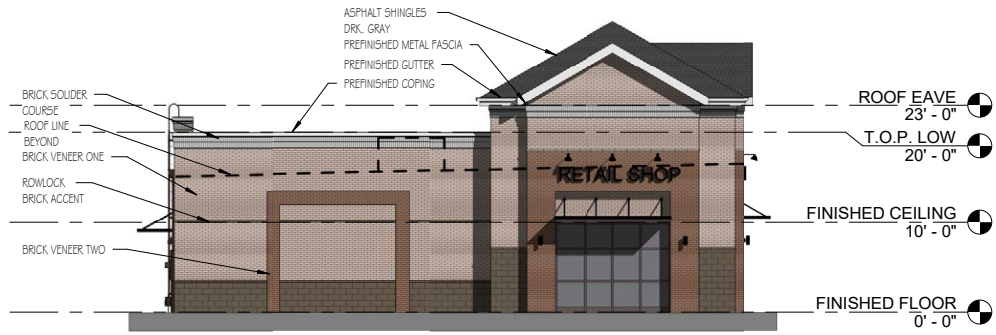 ASPHALT SHINGLES
DRK. GRAY
PREFINISHED METAL FASCIA
PREFINISHED GUTTER
PREFINISHED COPING
BRICK SOLIDER
COURSE
ROOF LINE
BEYOND
BRICK VENEER ONE
ROWLOCK
BRICK ACCENT
BRICK VENEER TWO
RETAIL SHOP
ROOF EAVE
23' - 0"
T.O.P. LOW
20' - 0"
FINISHED CEILING
10' - 0"
FINISHED FLOOR
0' - 0"